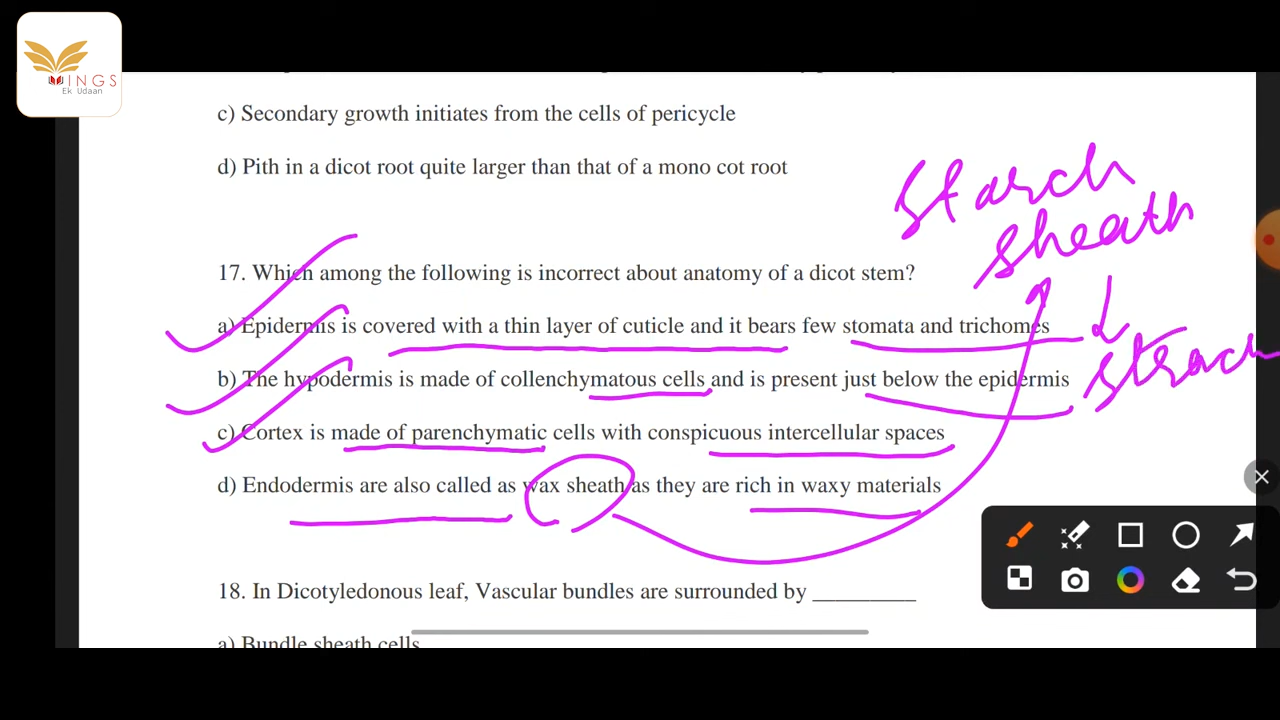 WINGS
Ek Udaan
c) Secondary growth initiates from the cells of pericycle
d) Pith in a dicot root quite larger than that of a mono cot root
Starch
sheath
17. Which among the following is incorrect about anatomy of a dicot stem?
a) Epidermis is covered with a thin layer of cuticle and it bears few stomata and trichomes
Starch
b) The hypodermis is made of collenchymatous cells and is present just below the epidermis
c) Cortex is made of parenchymatic cells with conspicuous intercellular spaces
d) Endodermis are also called as wax sheath as they are rich in waxy materials
18. In Dicotyledonous leaf, Vascular bundles are surrounded by _________
a) Bundle sheath cells